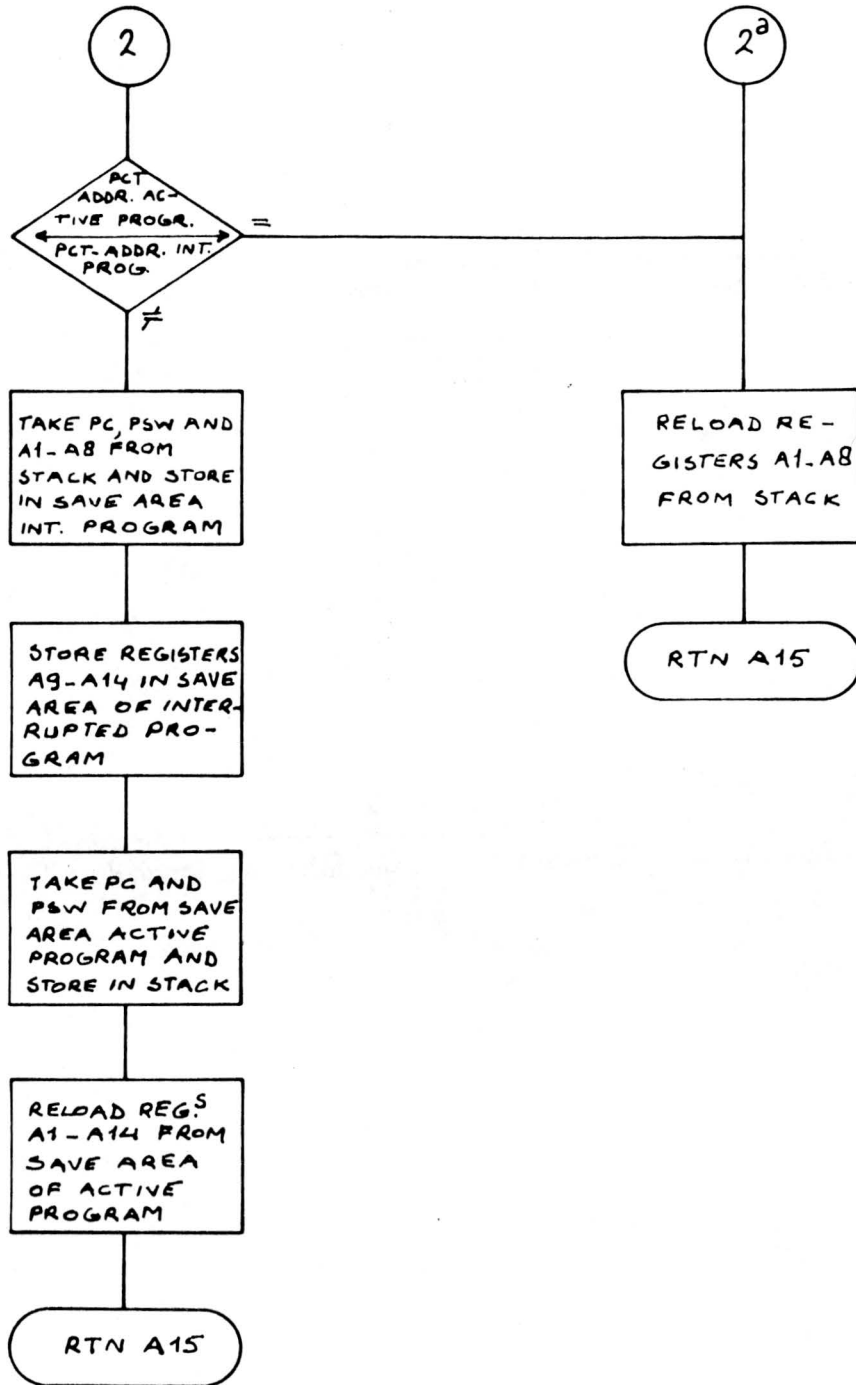 2
2ª
PCT
ADDR. AC-
TIVE PROGR.
PCT-ADDR. INT.
PROG.
=
≠
TAKE PC, PSW AND
A1-A8 FROM
STACK AND STORE
IN SAVE AREA
INT. PROGRAM
RELOAD RE-
GISTERS A1-A8
FROM STACK
RTN A15
STORE REGISTERS
A9-A14 IN SAVE
AREA OF INTER-
RUPTED PRO-
GRAM
TAKE PC AND
PSW FROM SAVE
AREA ACTIVE
PROGRAM AND
STORE IN STACK
RELOAD REG.S
A1-A14 FROM
SAVE AREA
OF ACTIVE
PROGRAM
RTN A15